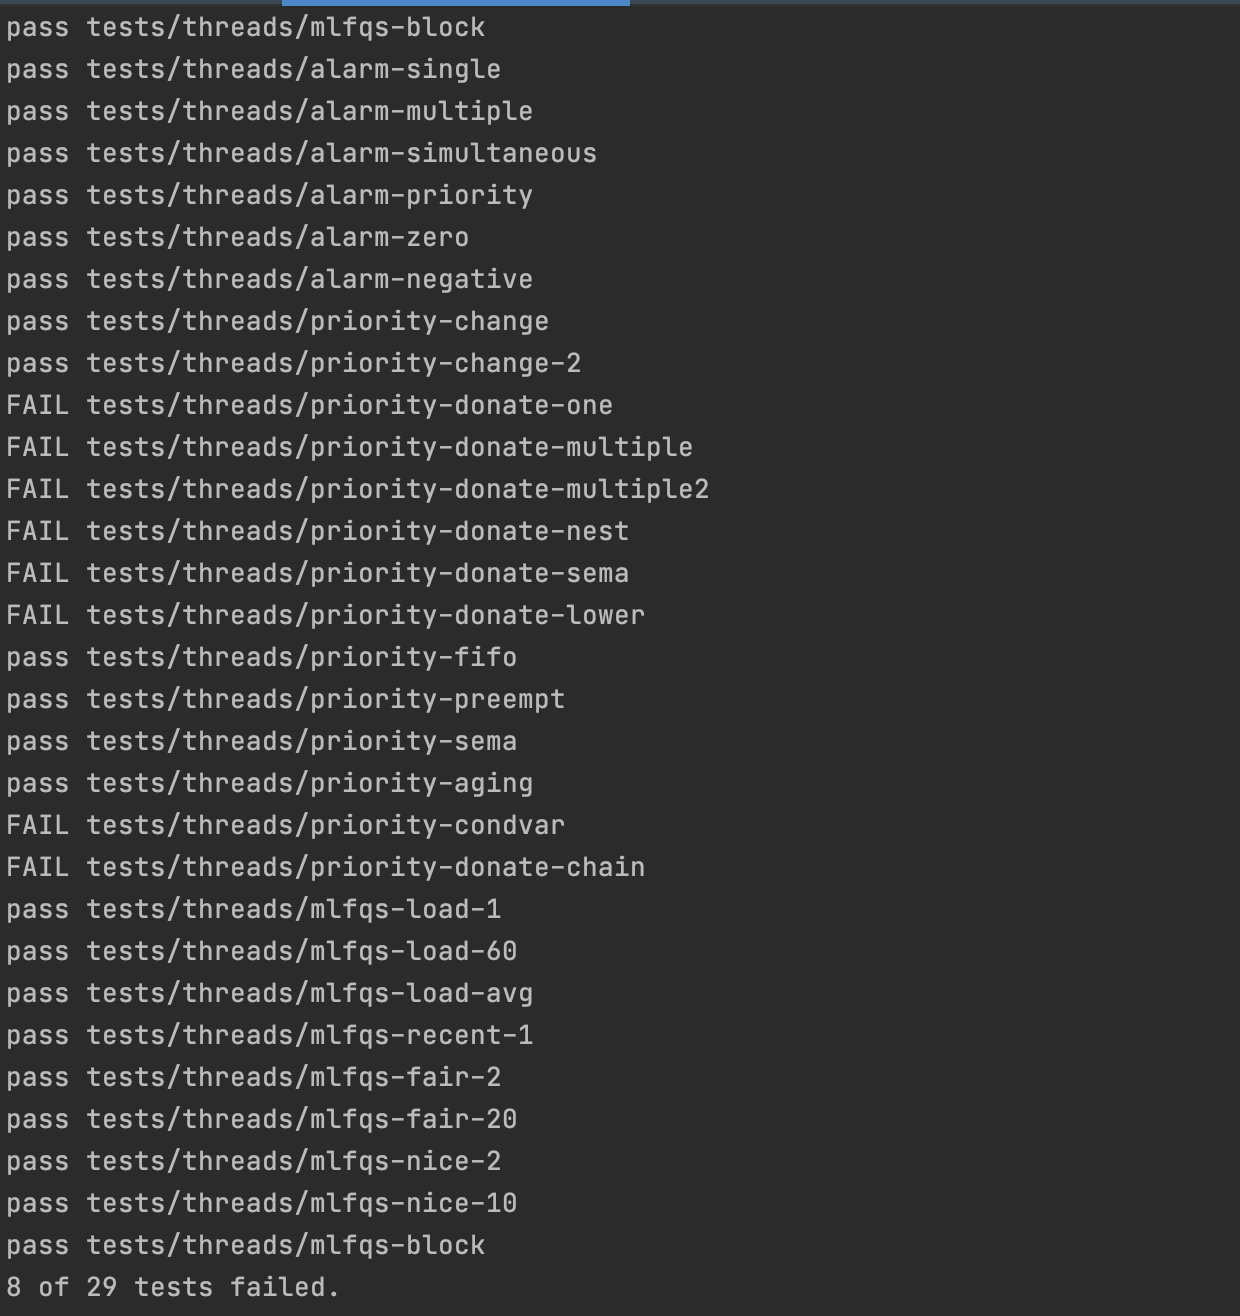 pass tests/threads/mlfqs-block
pass tests/threads/alarm-single
pass tests/threads/alarm-multiple
pass tests/threads/alarm-simultaneous
pass tests/threads/alarm-priority
pass tests/threads/alarm-zero
pass tests/threads/alarm-negative
pass tests/threads/priority-change
pass tests/threads/priority-change-2
FAIL tests/threads/priority-donate-one
FAIL tests/threads/priority-donate-multiple
FAIL tests/threads/priority-donate-multiple2
FAIL tests/threads/priority-donate-nest
FAIL tests/threads/priority-donate-sema
FAIL tests/threads/priority-donate-lower
pass tests/threads/priority-fifo
pass tests/threads/priority-preempt
pass tests/threads/priority-sema
pass tests/threads/priority-aging
FAIL tests/threads/priority-condvar
FAIL tests/threads/priority-donate-chain
pass tests/threads/mlfqs-load-1
pass tests/threads/mlfqs-load-60
pass tests/threads/mlfqs-load-avg
pass tests/threads/mlfqs-recent-1
pass tests/threads/mlfqs-fair-2
pass tests/threads/mlfqs-fair-20
pass tests/threads/mlfqs-nice-2
pass tests/threads/mlfqs-nice-10
pass tests/threads/mlfqs-block
8 of 29 tests failed.